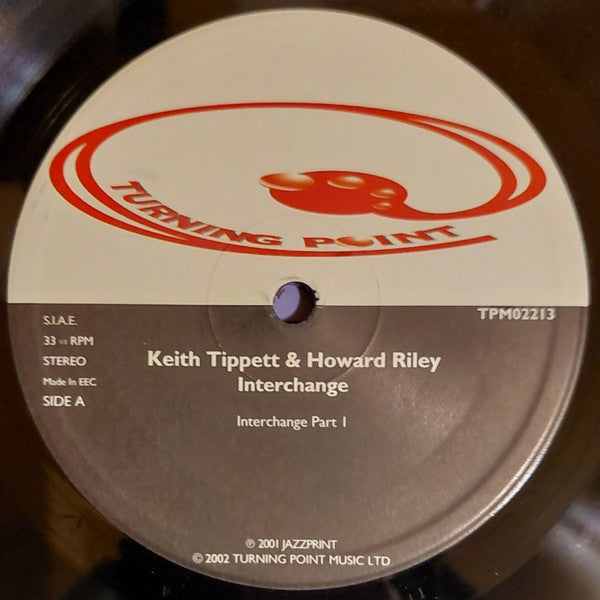 TURNING POINT
TPM02213
S.I.A.E.
33 1/3 RPM
STEREO
Made In EEC
SIDE A
Keith Tippett & Howard Riley
Interchange
Interchange Part 1
℗ 2001 JAZZPRINT
© 2002 TURNING POINT MUSIC LTD